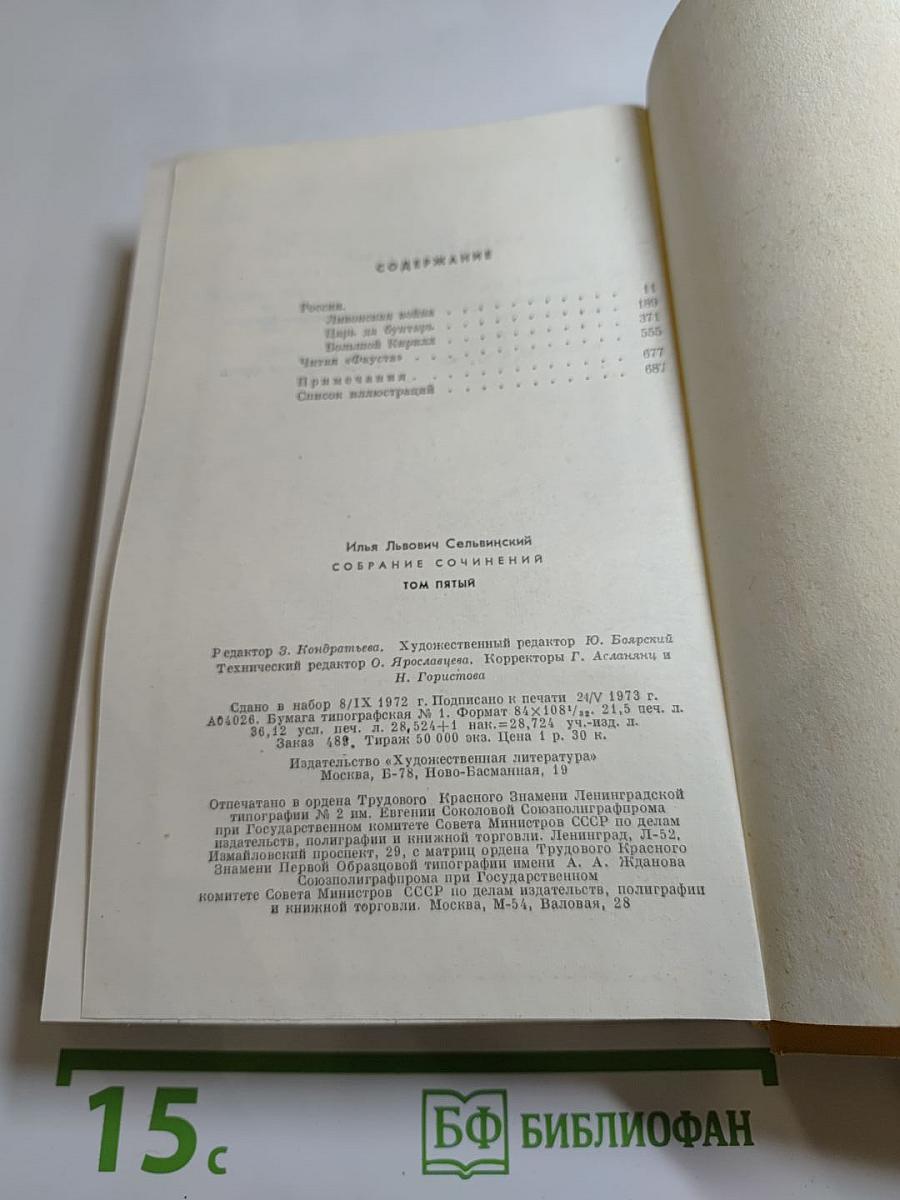 СОДЕРЖАНИЕ
Россия.
Ливонская война . . . . . . . . . . 11
Царь да бунтарь . . . . . . . . . . 189
Большой Кирилл . . . . . . . . . . 371
Читая «Фауста» . . . . . . . . . . 555
Примечания . . . . . . . . . . 677
Список иллюстраций . . . . . . . . . . 687
Илья Львович Сельвинский
СОБРАНИЕ СОЧИНЕНИЙ
ТОМ ПЯТЫЙ
Редактор З. Кондратьева. Художественный редактор Ю. Боярский
Технический редактор О. Ярославцева. Корректоры Г. Асланянц и
Н. Гористова
Сдано в набор 8/IX 1972 г. Подписано к печати 24/V 1973 г.
А04026. Бумага типографская № 1. Формат 84×108¹/₃₂. 21,5 печ. л.
36,12 усл. печ. л. 28,524+1 нак.=28,724 уч.-изд. л.
Заказ 489. Тираж 50 000 экз. Цена 1 р. 30 к.
Издательство «Художественная литература»
Москва, Б-78, Ново-Басманная, 19
Отпечатано в ордена Трудового Красного Знамени Ленинградской
типографии № 2 им. Евгении Соколовой Союзполиграфпрома
при Государственном комитете Совета Министров СССР по делам
издательств, полиграфии и книжной торговли. Ленинград, Л-52,
Измайловский проспект, 29, с матриц ордена Трудового Красного
Знамени Первой Образцовой типографии имени А. А. Жданова
Союзполиграфпрома при Государственном
комитете Совета Министров СССР по делам издательств, полиграфии
и книжной торговли. Москва, М-54, Валовая, 28
15 с
БФ БИБЛИОФАН